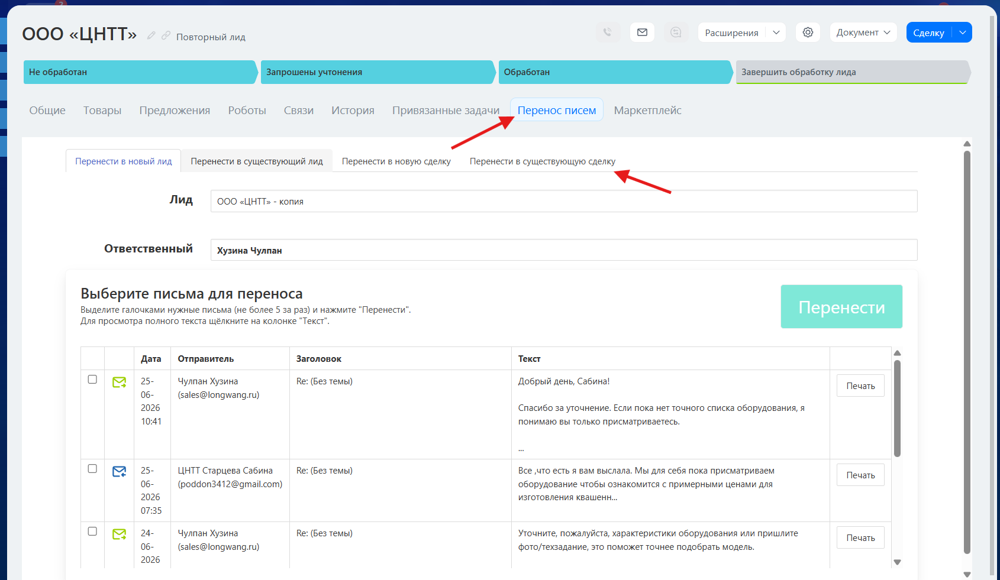 2
ООО «ЦНТТ»
Повторный лид
Расширения
Документ
Сделку
Не обработан
Запрошены учтонения
Обработан
Завершить обработку лида
Общие
Товары
Предложения
Роботы
Связи
История
Привязанные задачи
Перенос писем
Маркетплейс
Перенести в новый лид
Перенести в существующий лид
Перенести в новую сделку
Перенести в существующую сделку
Лид
ООО «ЦНТТ» - копия
Ответственный
Хузина Чулпан
Выберите письма для переноса
Выделите галочками нужные письма (не более 5 за раз) и нажмите "Перенести".
Для просмотра полного текста щёлкните на колонке "Текст".
Перенести
Дата
Отправитель
Заголовок
Текст
25-
06-
2026
10:41
Чулпан Хузина
(sales@longwang.ru)
Re: (Без темы)
Добрый день, Сабина!
Спасибо за уточнение. Если пока нет точного списка оборудования, я
понимаю вы только присматриваетесь.
...
Печать
25-
06-
2026
07:35
ЦНТТ Старцева Сабина
(poddon3412@gmail.com)
Re: (Без темы)
Все ,что есть я вам выслала. Мы для себя пока присматриваем
оборудование чтобы ознакомится с примерными ценами для
изготовления квашенн...
Печать
24-
06-
2026
Чулпан Хузина
(sales@longwang.ru)
Re: (Без темы)
Уточните, пожалуйста, характеристики оборудования или пришлите
фото/техзадание, это поможет точнее подобрать модель.
Печать